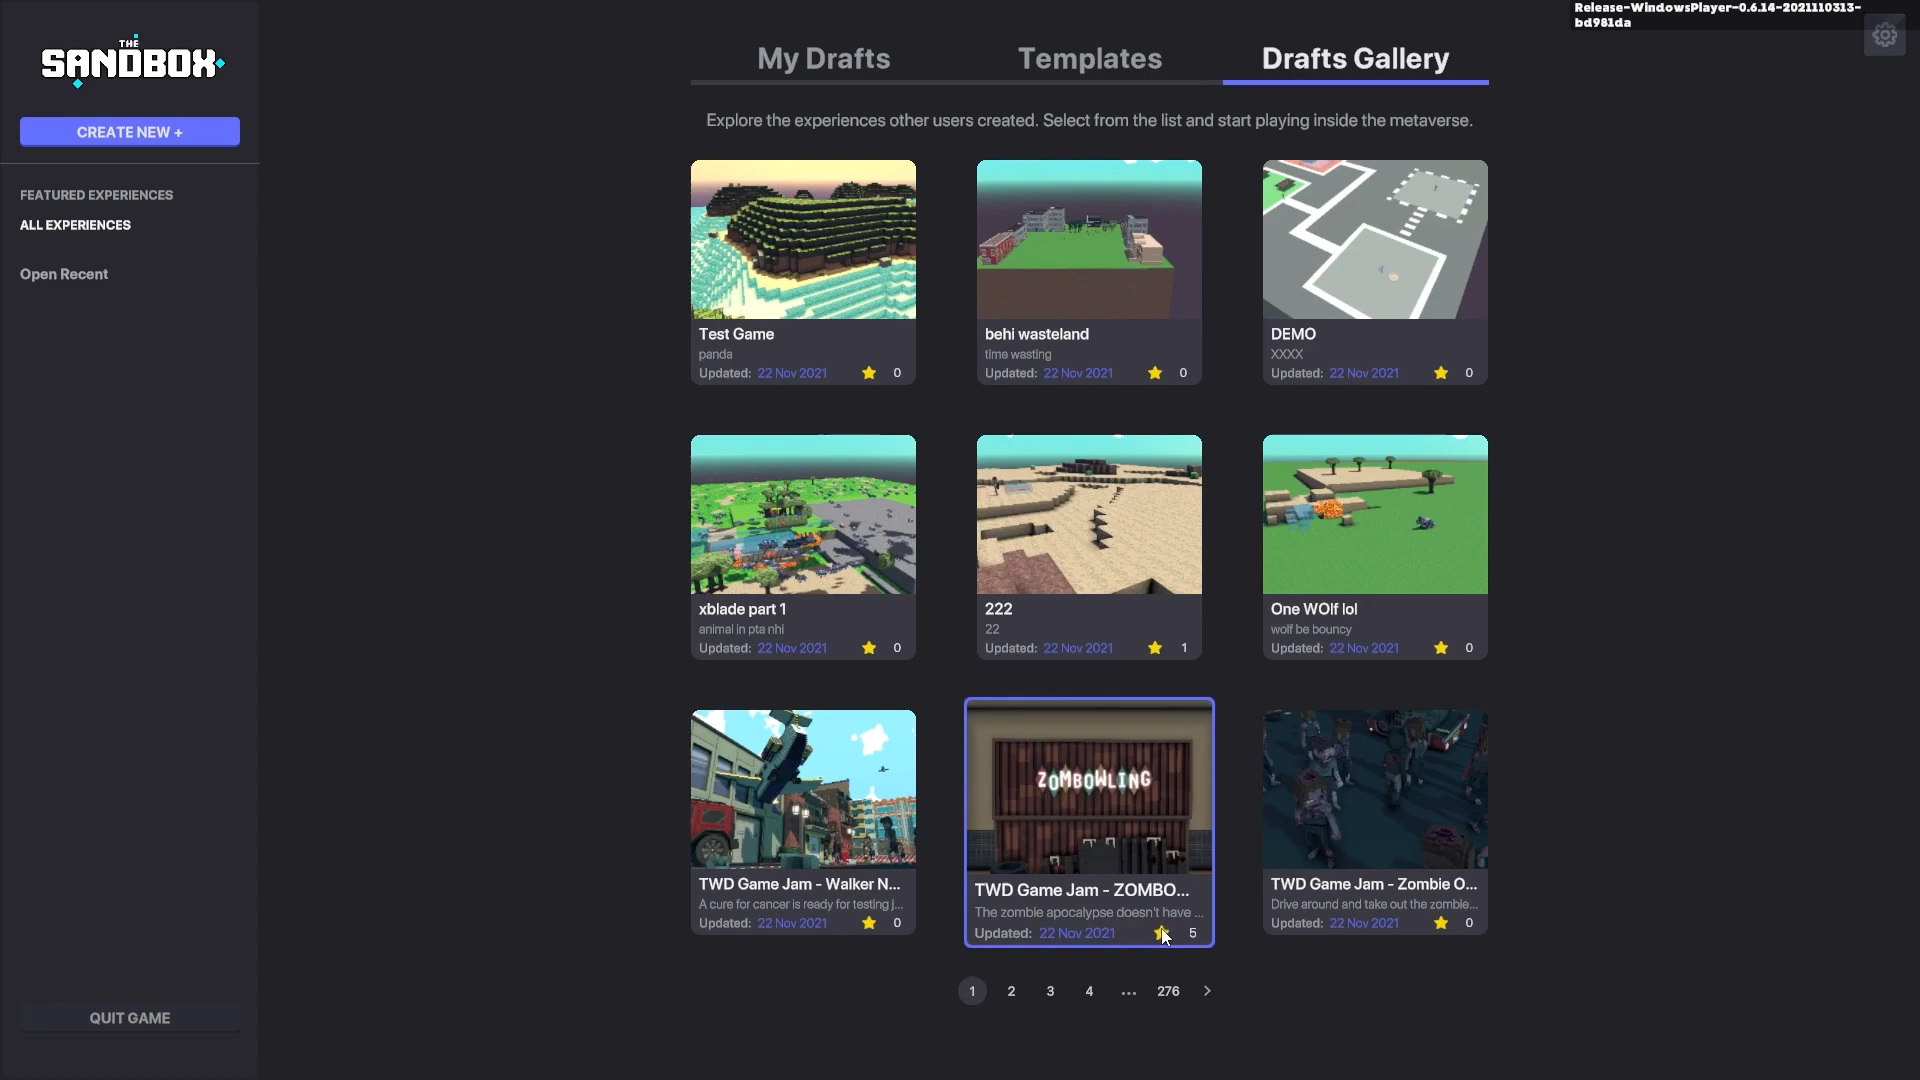 Release-WindowsPlayer-0.6.14-2021110313-
bd981da
THE
SANDBOX
CREATE NEW +
FEATURED EXPERIENCES
ALL EXPERIENCES
Open Recent
QUIT GAME
My Drafts Templates Drafts Gallery
Explore the experiences other users created. Select from the list and start playing inside the metaverse.
Test Game
panda
Updated: 22 Nov 2021 0
behi wasteland
time wasting
Updated: 22 Nov 2021 0
DEMO
XXXX
Updated: 22 Nov 2021 0
xblade part 1
animal in pta nhi
Updated: 22 Nov 2021 0
222
22
Updated: 22 Nov 2021 1
One WOlf lol
wolf be bouncy
Updated: 22 Nov 2021 0
TWD Game Jam - Walker N...
A cure for cancer is ready for testing j...
Updated: 22 Nov 2021 0
ZOMBOWLING
TWD Game Jam - ZOMBO...
The zombie apocalypse doesn't have ...
Updated: 22 Nov 2021 5
TWD Game Jam - Zombie O...
Drive around and take out the zombie...
Updated: 22 Nov 2021 0
1 2 3 4 ... 276 >